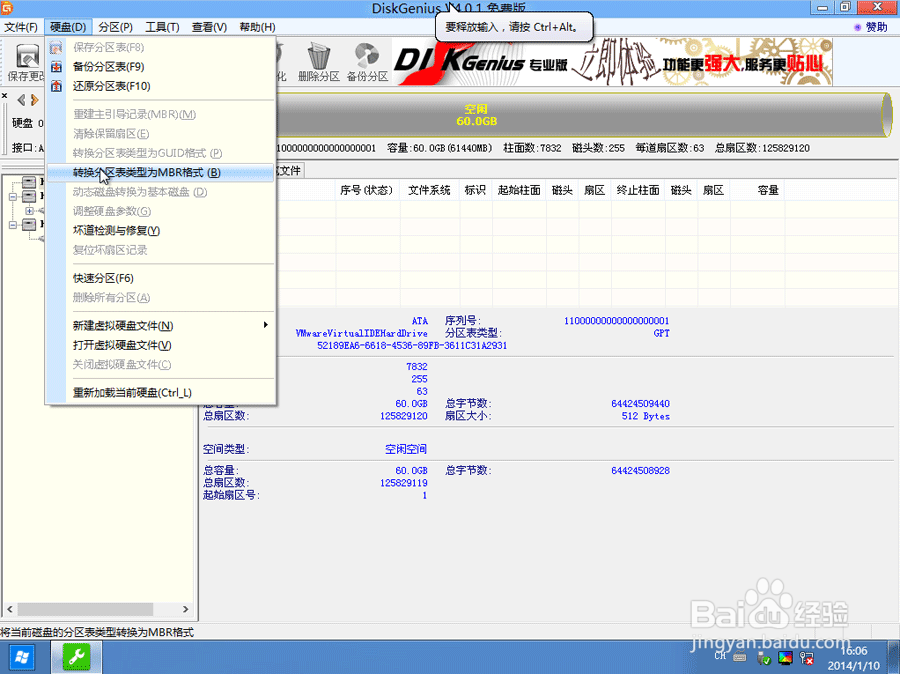 DiskGenius V4.0.1 免费版
要释放输入，请按 Ctrl+Alt。
文件(F) 硬盘(D) 分区(P) 工具(T) 查看(V) 帮助(H) 赞助
保存更改
化 删除分区 备份分区
DISKGenius 专业版 立即体验 功能更强大,服务更贴心
保存分区表(F8)
备份分区表(F9)
还原分区表(F10)
重建主引导记录(MBR)(M)
清除保留扇区(E)
转换分区表类型为GUID格式 (P)
转换分区表类型为MBR格式 (B)
动态磁盘转换为基本磁盘 (D)
调整硬盘参数(G)
坏道检测与修复(Y)
复位坏扇区记录
快速分区(F6)
删除所有分区(A)
新建虚拟硬盘文件(N)
打开虚拟硬盘文件(V)
关闭虚拟硬盘文件(C)
重新加载当前硬盘(Ctrl_L)
空闲
60.0GB
硬盘 0
接口:A
1000000000000000001 容量:60.0GB(61440MB) 柱面数:7832 磁头数:255 每道扇区数:63 总扇区数:125829120
文件
序号(状态) 文件系统 标识 起始柱面 磁头 扇区 终止柱面 磁头 扇区 容量
ATA 序列号: 11000000000000000001
VMwareVirtualIDEHardDrive 分区表类型: GPT
52189EA6-6618-4536-89FB-3611C31A2931
7832
255
63
总容量: 60.0GB 总字节数: 64424509440
总扇区数: 125829120 扇区大小: 512 Bytes
空间类型: 空闲空间
总容量: 60.0GB 总字节数: 64424508928
总扇区数: 125829119
起始扇区号: 1
将当前磁盘的分区表类型转换为MBR格式
Baidu 经验
jingyan.baidu.com
CH
16:06
2014/1/10